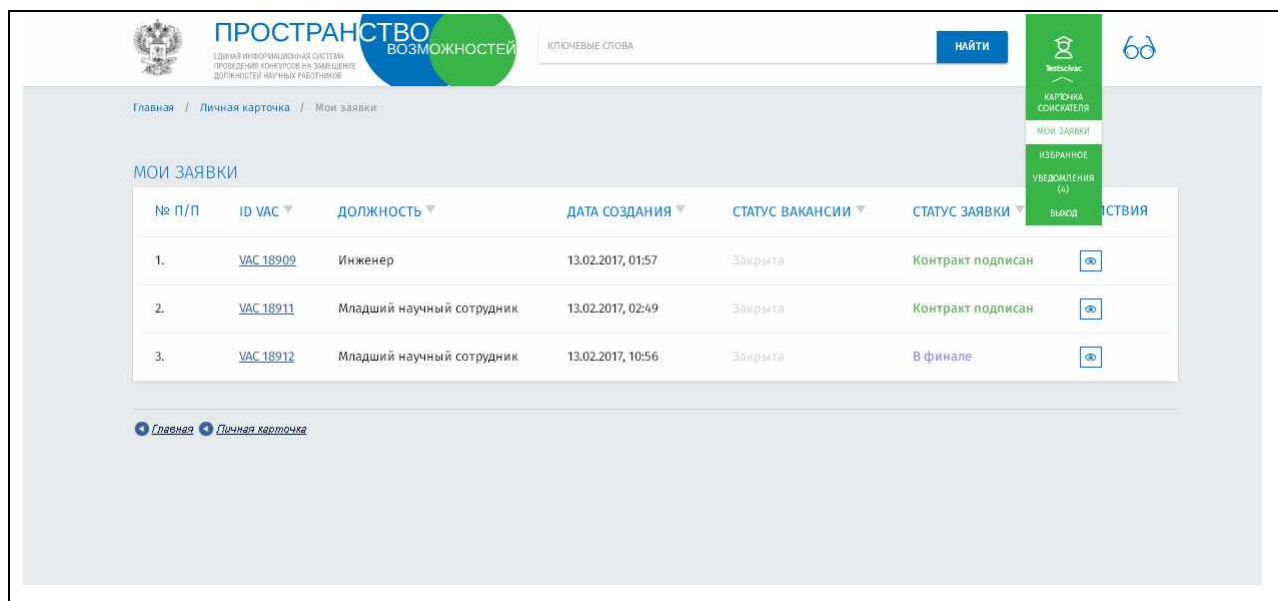 ПРОСТРАНСТВО
ВОЗМОЖНОСТЕЙ
ЕДИНАЯ ИНФОРМАЦИОННАЯ СИСТЕМА
ПРОВЕДЕНИЯ КОНКУРСОВ НА ЗАМЕЩЕНИЕ
ДОЛЖНОСТЕЙ НАУЧНЫХ РАБОТНИКОВ
КЛЮЧЕВЫЕ СЛОВА
НАЙТИ
Testscivac
КАРТОЧКА
СОИСКАТЕЛЯ
МОИ ЗАЯВКИ
ИЗБРАННОЕ
УВЕДОМЛЕНИЯ
(4)
ВЫХОД
Главная / Личная карточка / Мои заявки
МОИ ЗАЯВКИ
№ П/П ID VAC ДОЛЖНОСТЬ ДАТА СОЗДАНИЯ СТАТУС ВАКАНСИИ СТАТУС ЗАЯВКИ СТВИЯ
1. VAC 18909 Инженер 13.02.2017, 01:57 Закрыта Контракт подписан
2. VAC 18911 Младший научный сотрудник 13.02.2017, 02:49 Закрыта Контракт подписан
3. VAC 18912 Младший научный сотрудник 13.02.2017, 10:56 Закрыта В финале
Главная Личная карточка